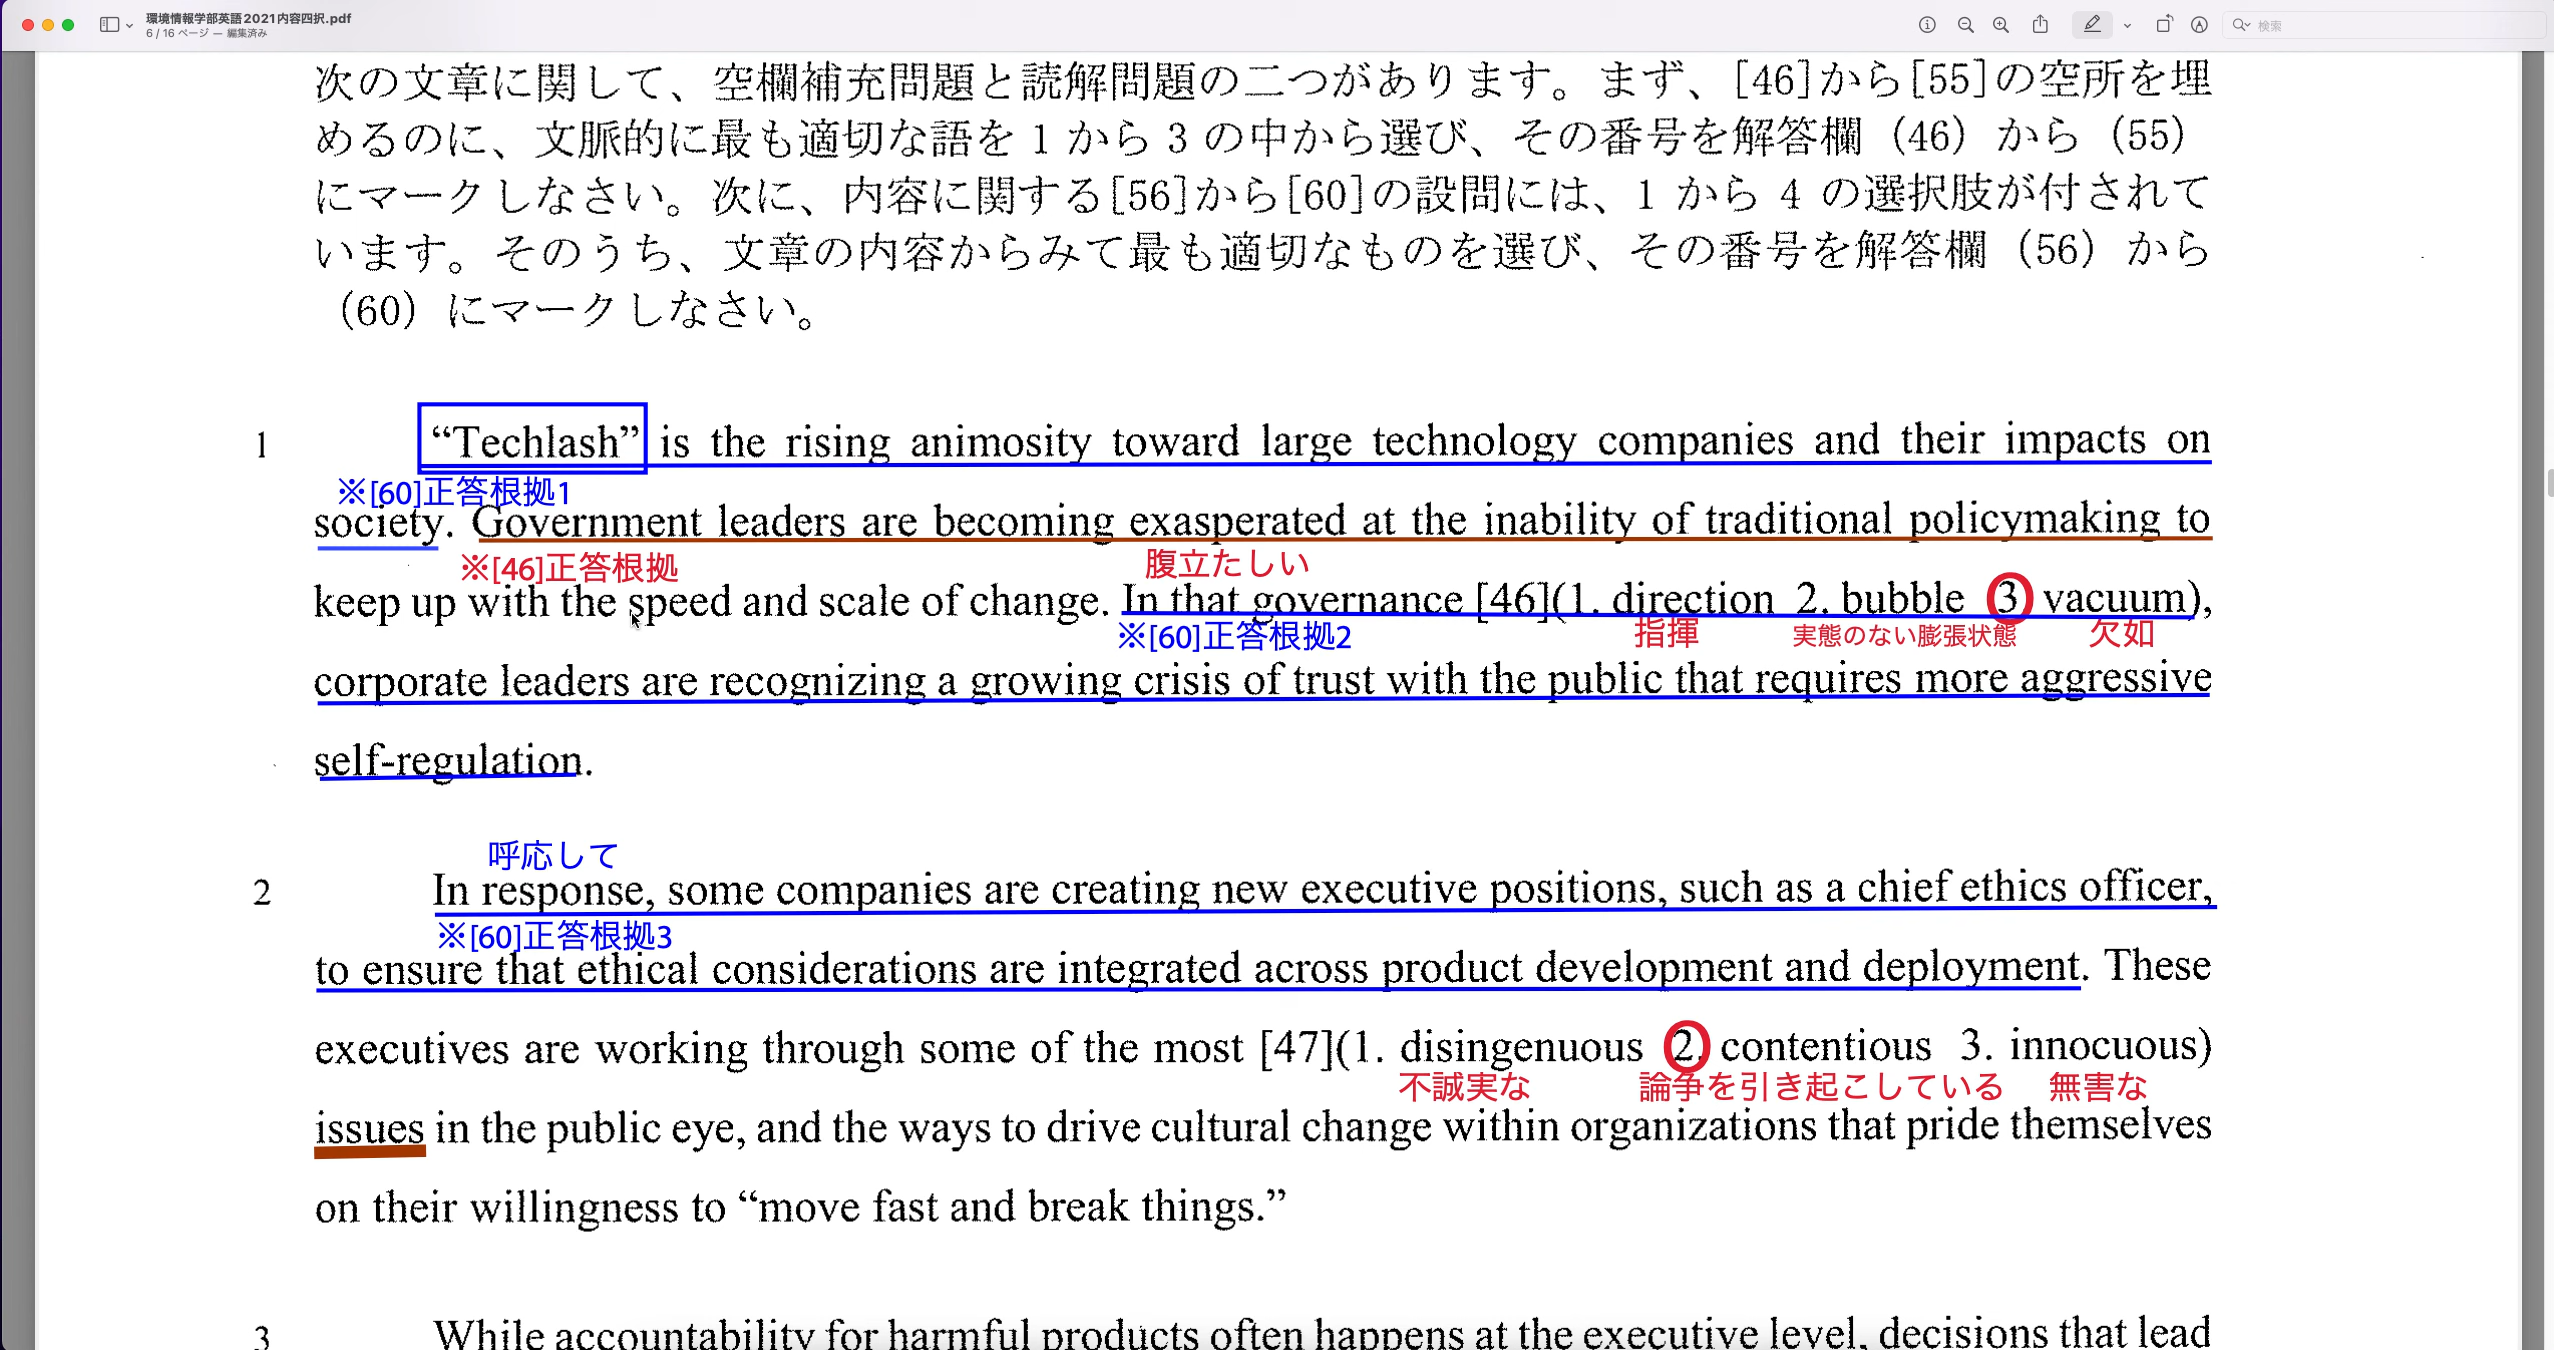 環境情報学部英語2021内容四択.pdf
6 / 16 ページ — 編集済み
検索
次の文章に関して、空欄補充問題と読解問題の二つがあります。まず、[46]から[55]の空所を埋
めるのに、文脈的に最も適切な語を 1 から 3 の中から選び、その番号を解答欄（46）から（55）
にマークしなさい。次に、内容に関する[56]から[60]の設問には、1 から 4 の選択肢が付されて
います。そのうち、文章の内容からみて最も適切なものを選び、その番号を解答欄（56）から
（60）にマークしなさい。
1 “Techlash” is the rising animosity toward large technology companies and their impacts on
※[60]正答根拠1
society. Government leaders are becoming exasperated at the inability of traditional policymaking to
※[46]正答根拠 腹立たしい
keep up with the speed and scale of change. In that governance [46](1. direction 2. bubble 3 vacuum),
※[60]正答根拠2 指揮 実態のない膨張状態 欠如
corporate leaders are recognizing a growing crisis of trust with the public that requires more aggressive
self-regulation.
呼応して
2 In response, some companies are creating new executive positions, such as a chief ethics officer,
※[60]正答根拠3
to ensure that ethical considerations are integrated across product development and deployment. These
executives are working through some of the most [47](1. disingenuous 2. contentious 3. innocuous)
不誠実な 論争を引き起こしている 無害な
issues in the public eye, and the ways to drive cultural change within organizations that pride themselves
on their willingness to “move fast and break things.”
3 While accountability for harmful products often happens at the executive level, decisions that lead